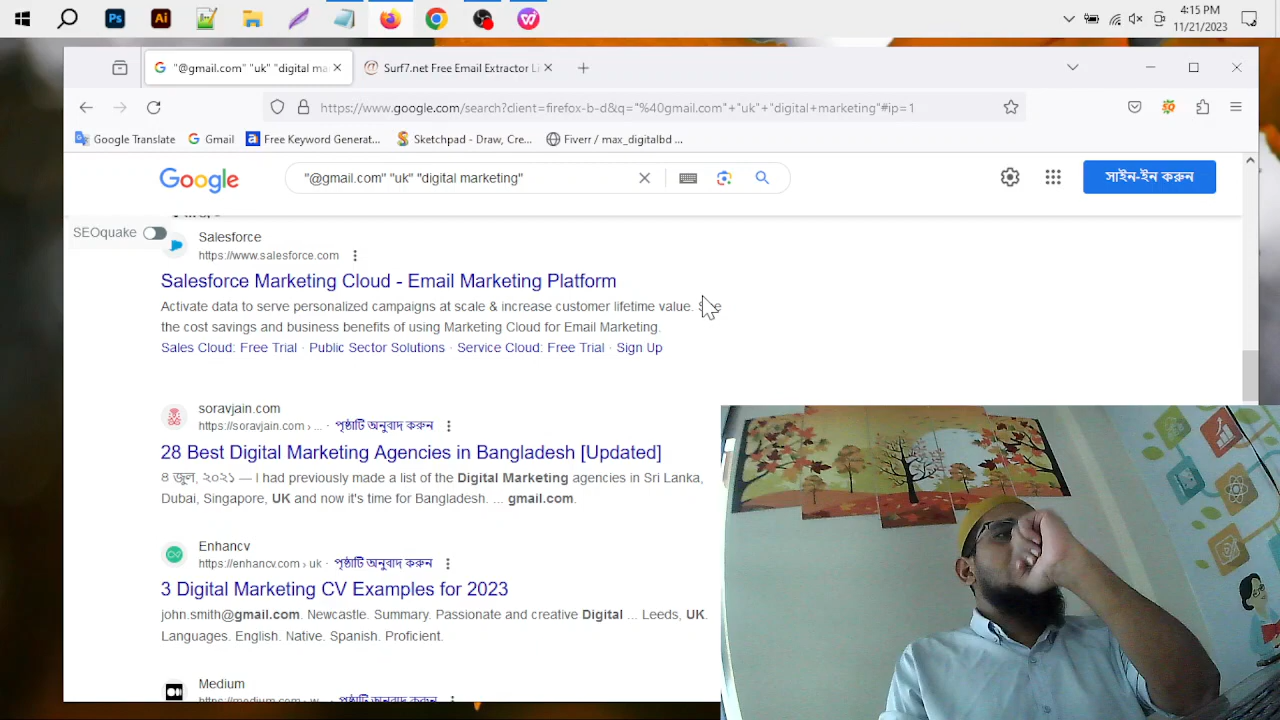 4:15 PM
11/21/2023
"@gmail.com" "uk" "digital ma
Surf7.net Free Email Extractor Li
https://www.google.com/search?client=firefox-b-d&q="%40gmail.com"+"uk"+"digital+marketing"#ip=1
Google Translate
Gmail
Free Keyword Generat...
Sketchpad - Draw, Cre...
Fiverr / max_digitalbd ...
Google
"@gmail.com" "uk" "digital marketing"
সাইন-ইন করুন
SEOquake
Salesforce
https://www.salesforce.com
Salesforce Marketing Cloud - Email Marketing Platform
Activate data to serve personalized campaigns at scale & increase customer lifetime value. See
the cost savings and business benefits of using Marketing Cloud for Email Marketing.
Sales Cloud: Free Trial · Public Sector Solutions · Service Cloud: Free Trial · Sign Up
soravjain.com
https://soravjain.com › ... · পৃষ্ঠাটি অনুবাদ করুন
28 Best Digital Marketing Agencies in Bangladesh [Updated]
৪ জুল, ২০২১ — I had previously made a list of the Digital Marketing agencies in Sri Lanka,
Dubai, Singapore, UK and now it's time for Bangladesh. ... gmail.com.
Enhancv
https://enhancv.com › uk · পৃষ্ঠাটি অনুবাদ করুন
3 Digital Marketing CV Examples for 2023
john.smith@gmail.com. Newcastle. Summary. Passionate and creative Digital ... Leeds, UK.
Languages. English. Native. Spanish. Proficient.
Medium
https://medium.com › w... · পৃষ্ঠাটি অনুবাদ করুন